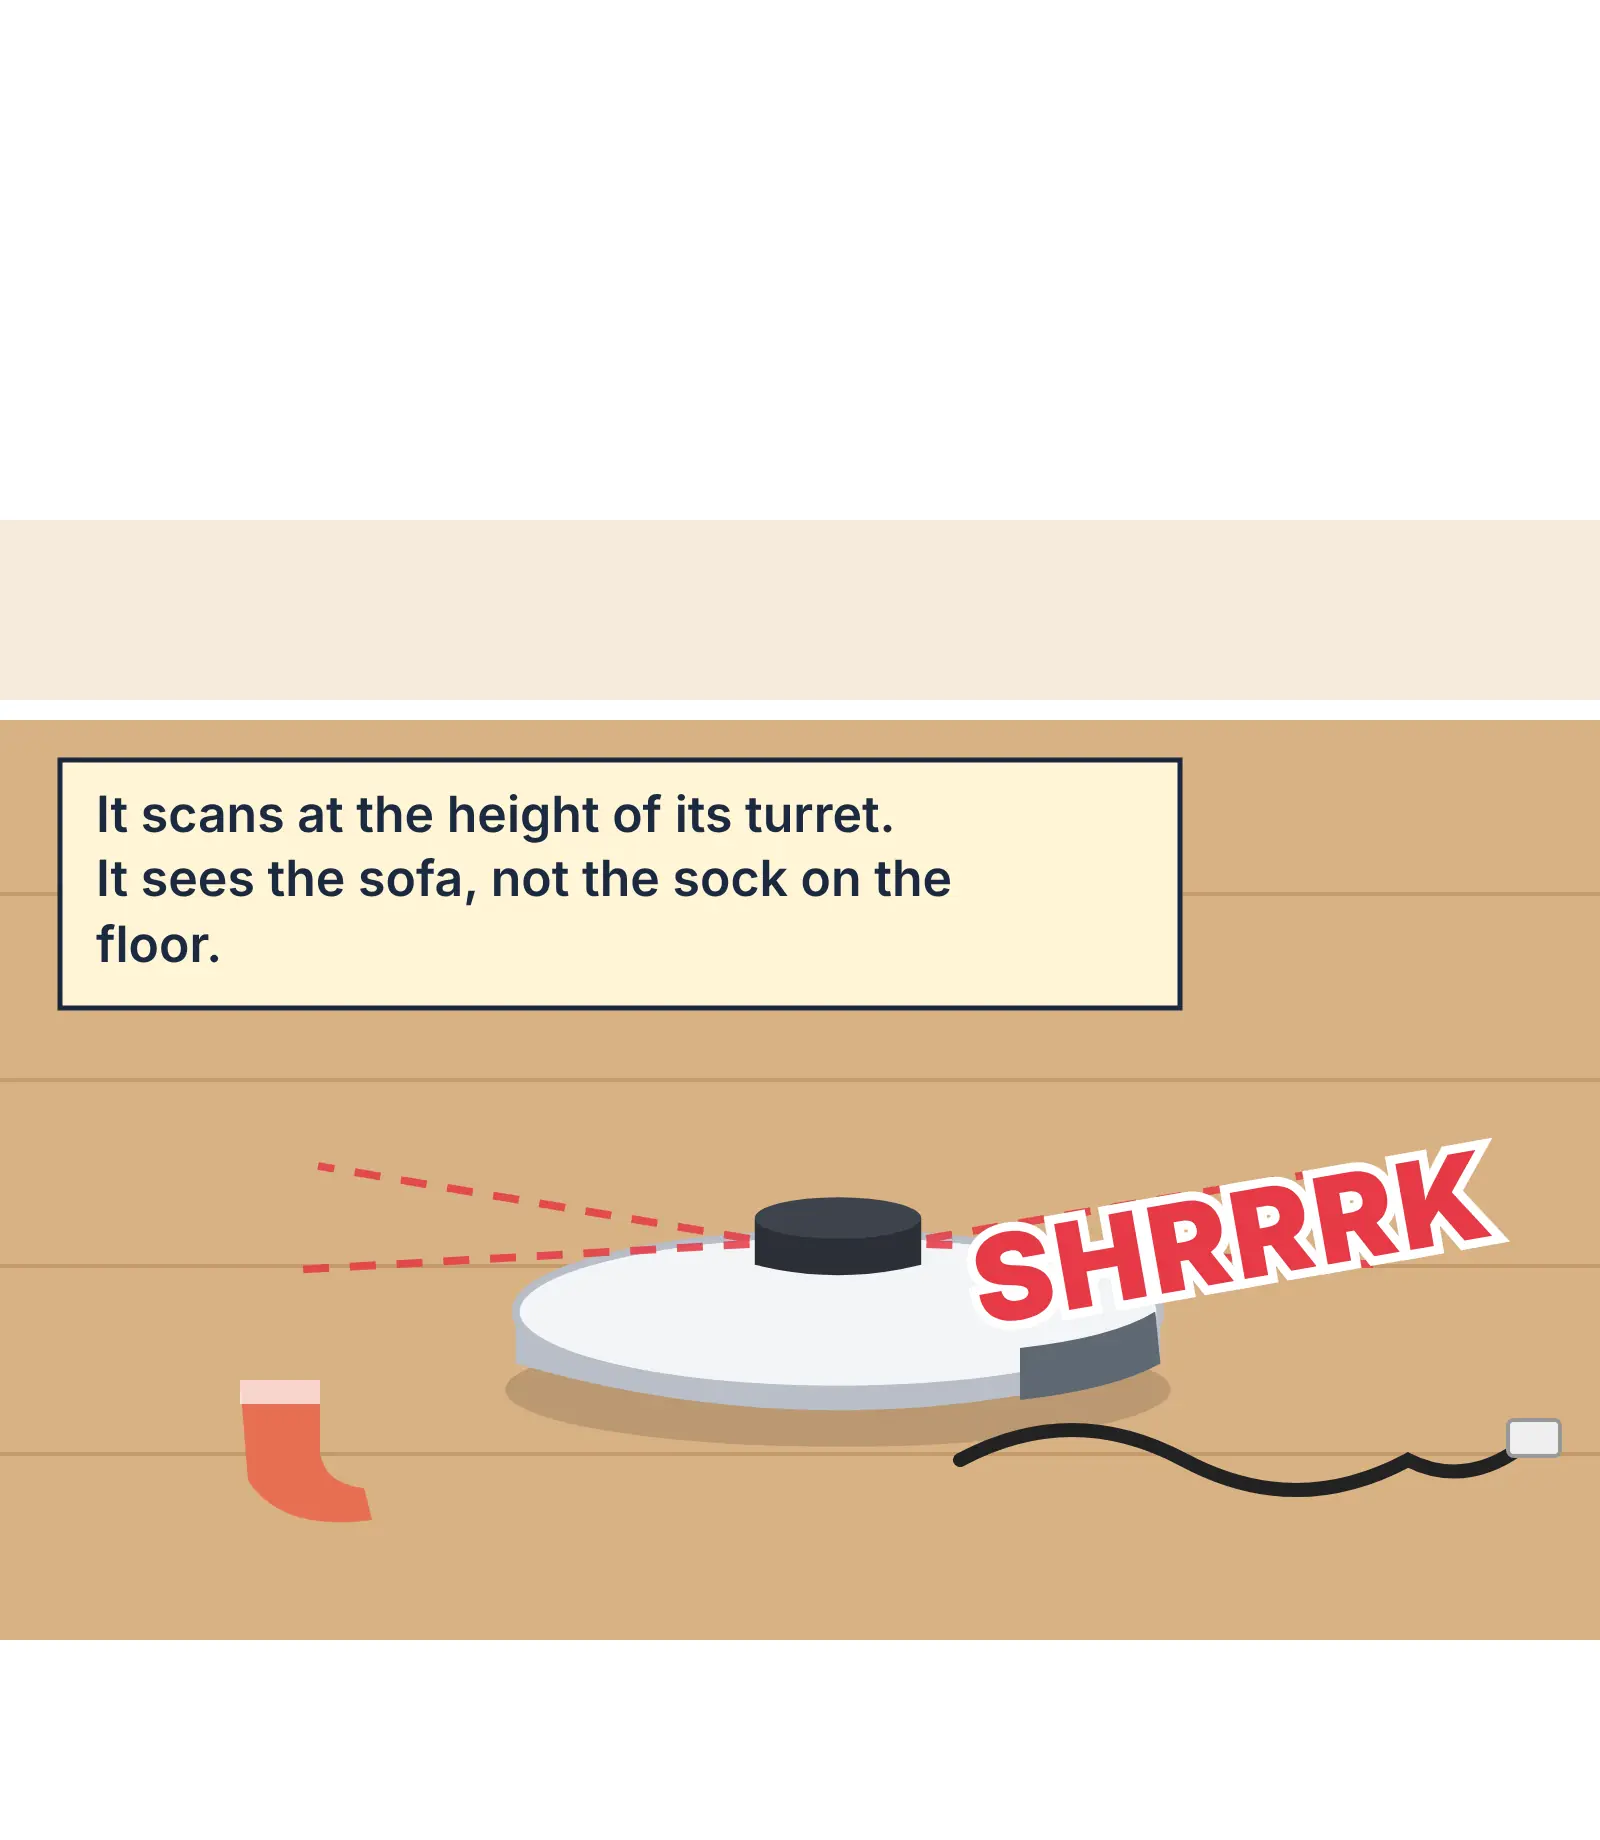 It scans at the height of its turret.
It sees the sofa, not the sock on the
floor.
SHRRRK